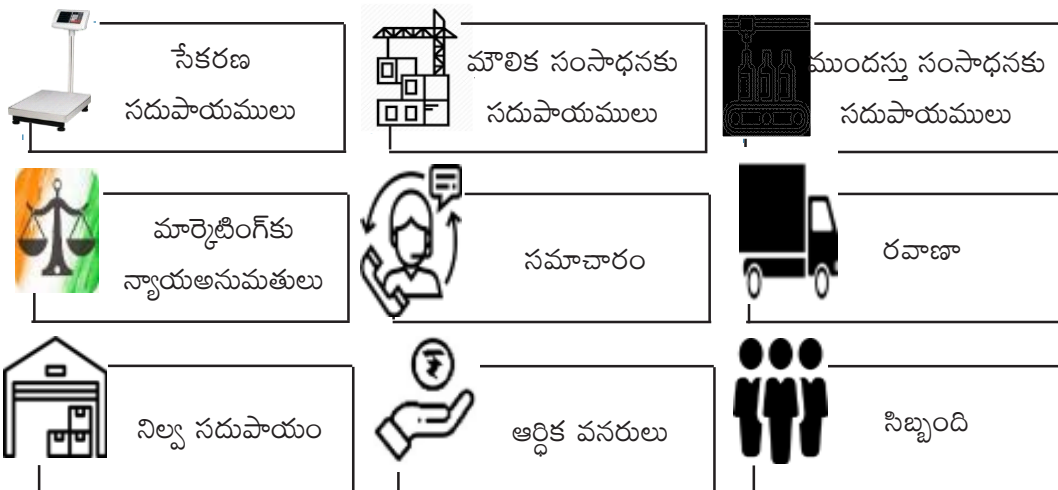 సేకరణ
సదుపాయములు
మౌలిక సంసాధనకు
సదుపాయములు
ముందస్తు సంసాధనకు
సదుపాయములు
మార్కెటింగ్‌కు
న్యాయఅనుమతులు
సమాచారం
రవాణా
నిల్వ సదుపాయం
ఆర్ధిక వనరులు
సిబ్బంది